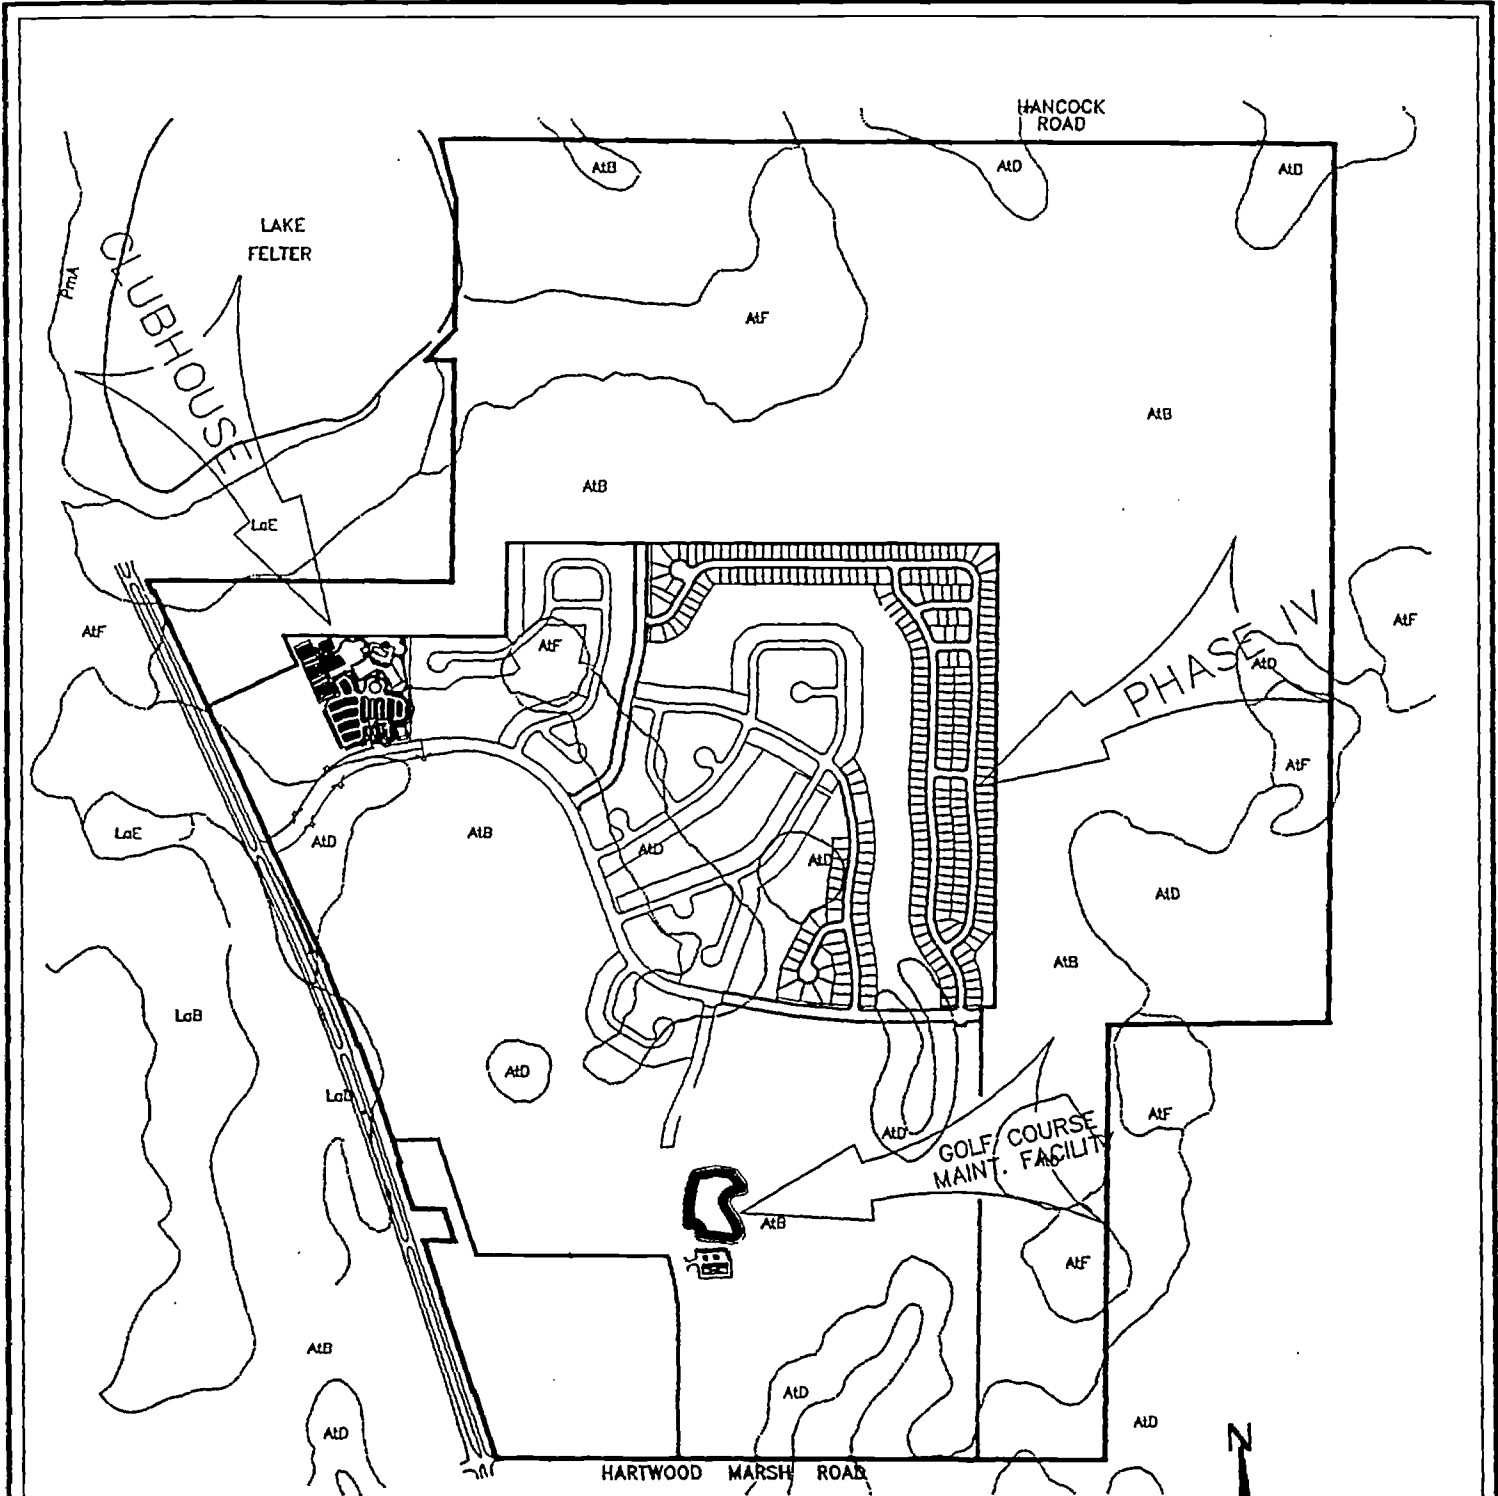 HANCOCK
ROAD
AtB
AtD
AtD
LAKE
FELTER
PmA
CLUBHOUSE
AtF
AtB
AtB
LaE
AtF
AtF
AtF
PHASE IV
AtD
AtF
LaE
AtD
AtB
AtD
AtD
AtD
AtB
LaB
AtD
LaD
AtD
AtF
GOLF COURSE
MAINT. FACILITY
AtB
AtF
AtB
AtD
AtD
AtD
HARTWOOD MARSH ROAD
N